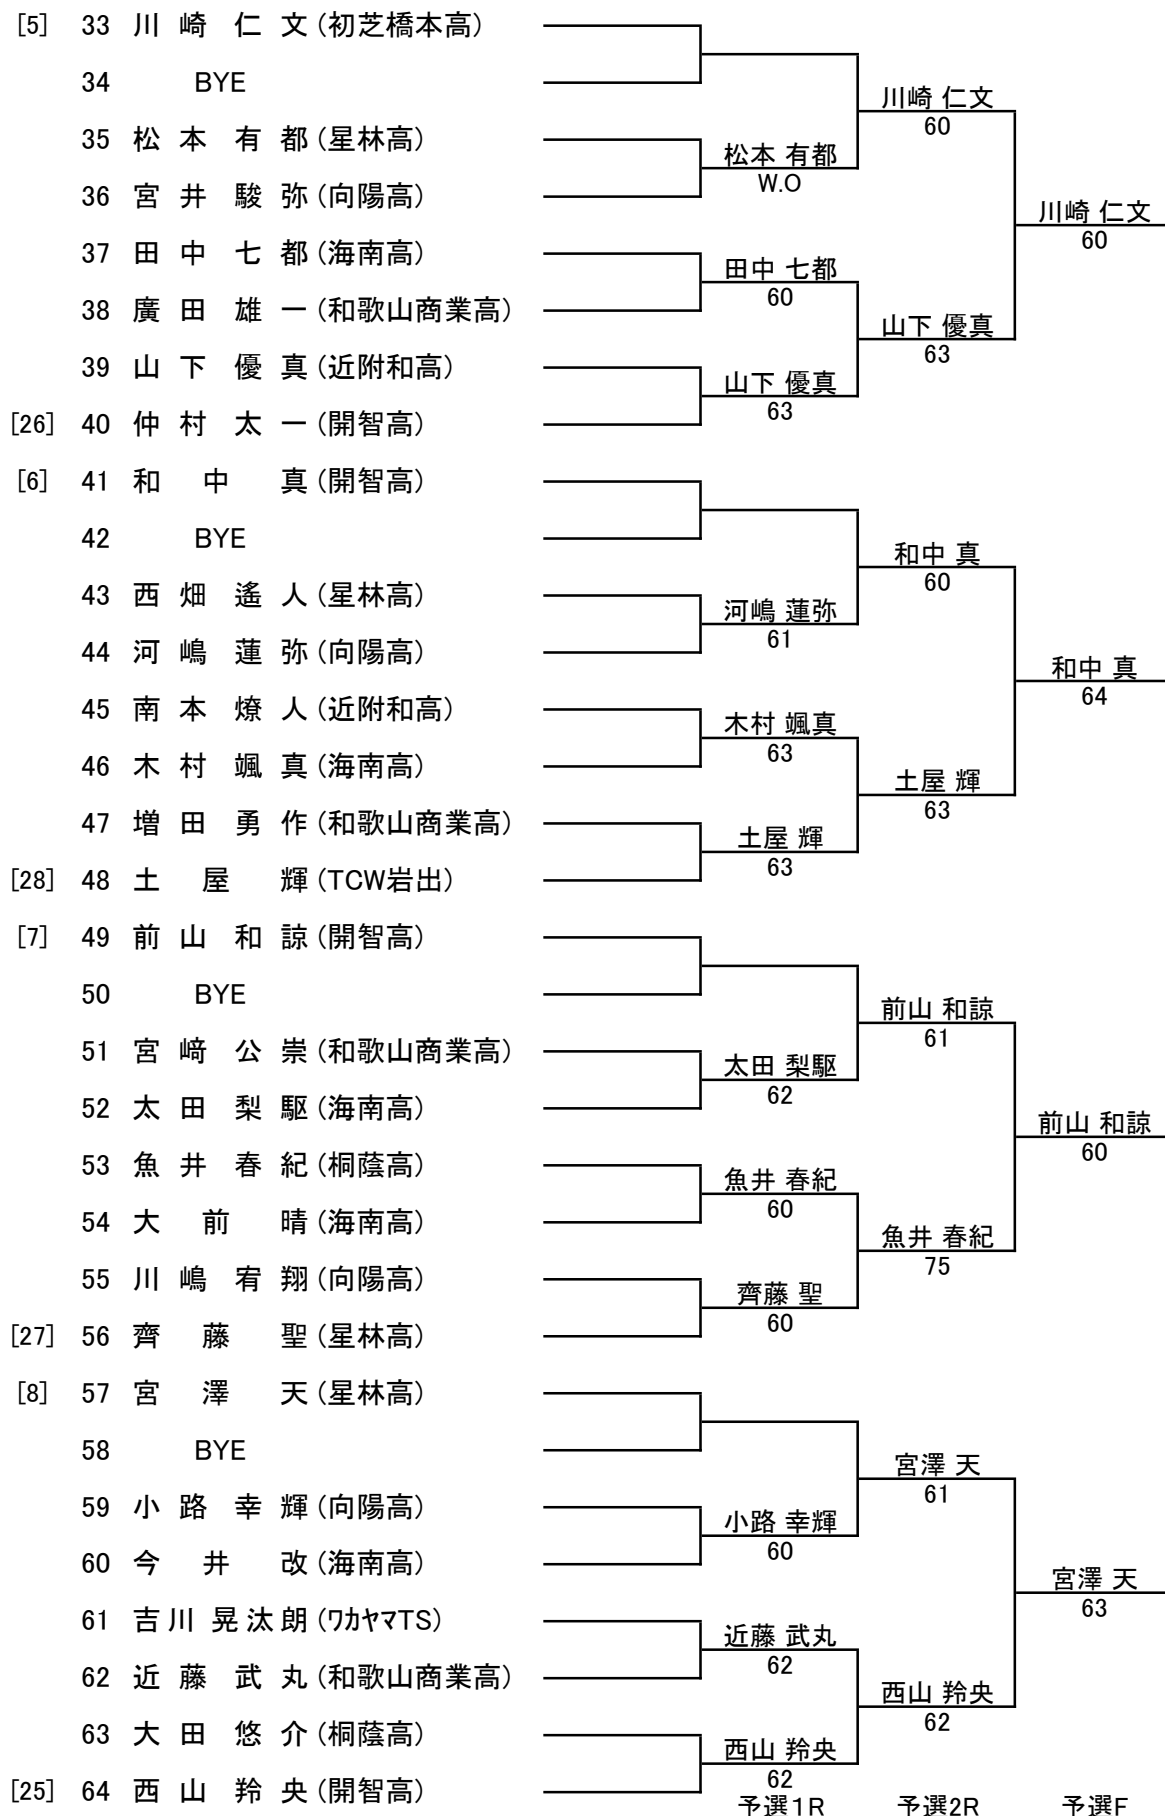 [5] 33 川崎 仁文 (初芝橋本高)
34 BYE
川崎 仁文
60
35 松本 有都 (星林高)
松本 有都
W.O
36 宮井 駿弥 (向陽高)
川崎 仁文
60
37 田中 七都 (海南高)
田中 七都
60
38 廣田 雄一 (和歌山商業高)
山下 優真
63
39 山下 優真 (近附和高)
山下 優真
63
[26] 40 仲村 太一 (開智高)
[6] 41 和中 真 (開智高)
42 BYE
和中 真
60
43 西畑 遙人 (星林高)
河嶋 蓮弥
61
44 河嶋 蓮弥 (向陽高)
和中 真
64
45 南本 燎人 (近附和高)
木村 颯真
63
46 木村 颯真 (海南高)
土屋 輝
63
47 増田 勇作 (和歌山商業高)
土屋 輝
63
[28] 48 土屋 輝 (TCW岩出)
[7] 49 前山 和諒 (開智高)
50 BYE
前山 和諒
61
51 宮﨑 公崇 (和歌山商業高)
太田 梨駆
62
52 太田 梨駆 (海南高)
前山 和諒
60
53 魚井 春紀 (桐蔭高)
魚井 春紀
60
54 大前 晴 (海南高)
魚井 春紀
75
55 川嶋 宥翔 (向陽高)
齊藤 聖
60
[27] 56 齊藤 聖 (星林高)
[8] 57 宮澤 天 (星林高)
58 BYE
宮澤 天
61
59 小路 幸輝 (向陽高)
小路 幸輝
60
60 今井 改 (海南高)
宮澤 天
63
61 吉川 晃汰朗 (ワカヤマTS)
近藤 武丸
62
62 近藤 武丸 (和歌山商業高)
西山 羚央
62
63 大田 悠介 (桐蔭高)
西山 羚央
62
[25] 64 西山 羚央 (開智高)
予選1R 予選2R 予選F